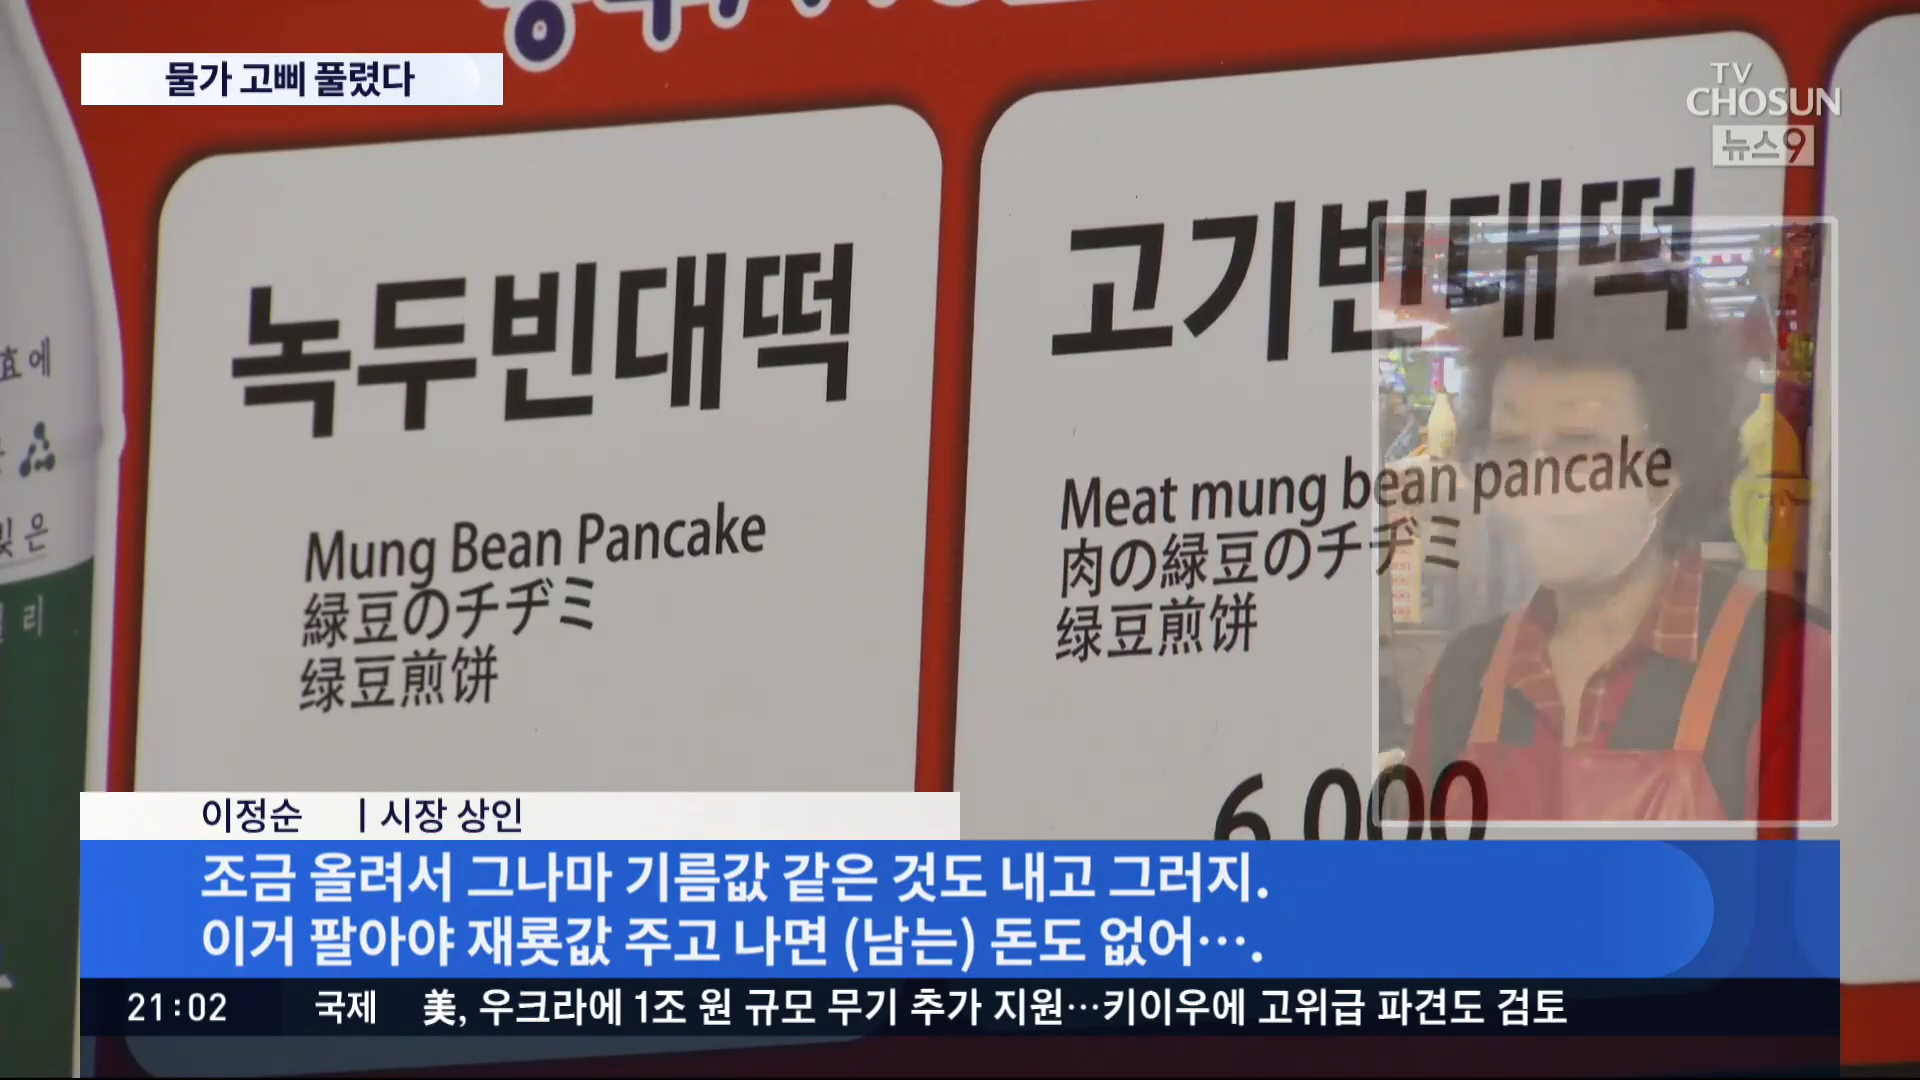 물가 고삐 풀렸다
TV
CHOSUN
뉴스9
녹두빈대떡
Mung Bean Pancake
緑豆のチヂミ
绿豆煎饼
고기빈대떡
Meat mung bean pancake
肉の緑豆のチヂミ
绿豆煎饼
6,000
이정순 | 시장 상인
조금 올려서 그나마 기름값 같은 것도 내고 그러지.
이거 팔아야 재룟값 주고 나면 (남는) 돈도 없어….
21:02 국제 美, 우크라에 1조 원 규모 무기 추가 지원…키이우에 고위급 파견도 검토